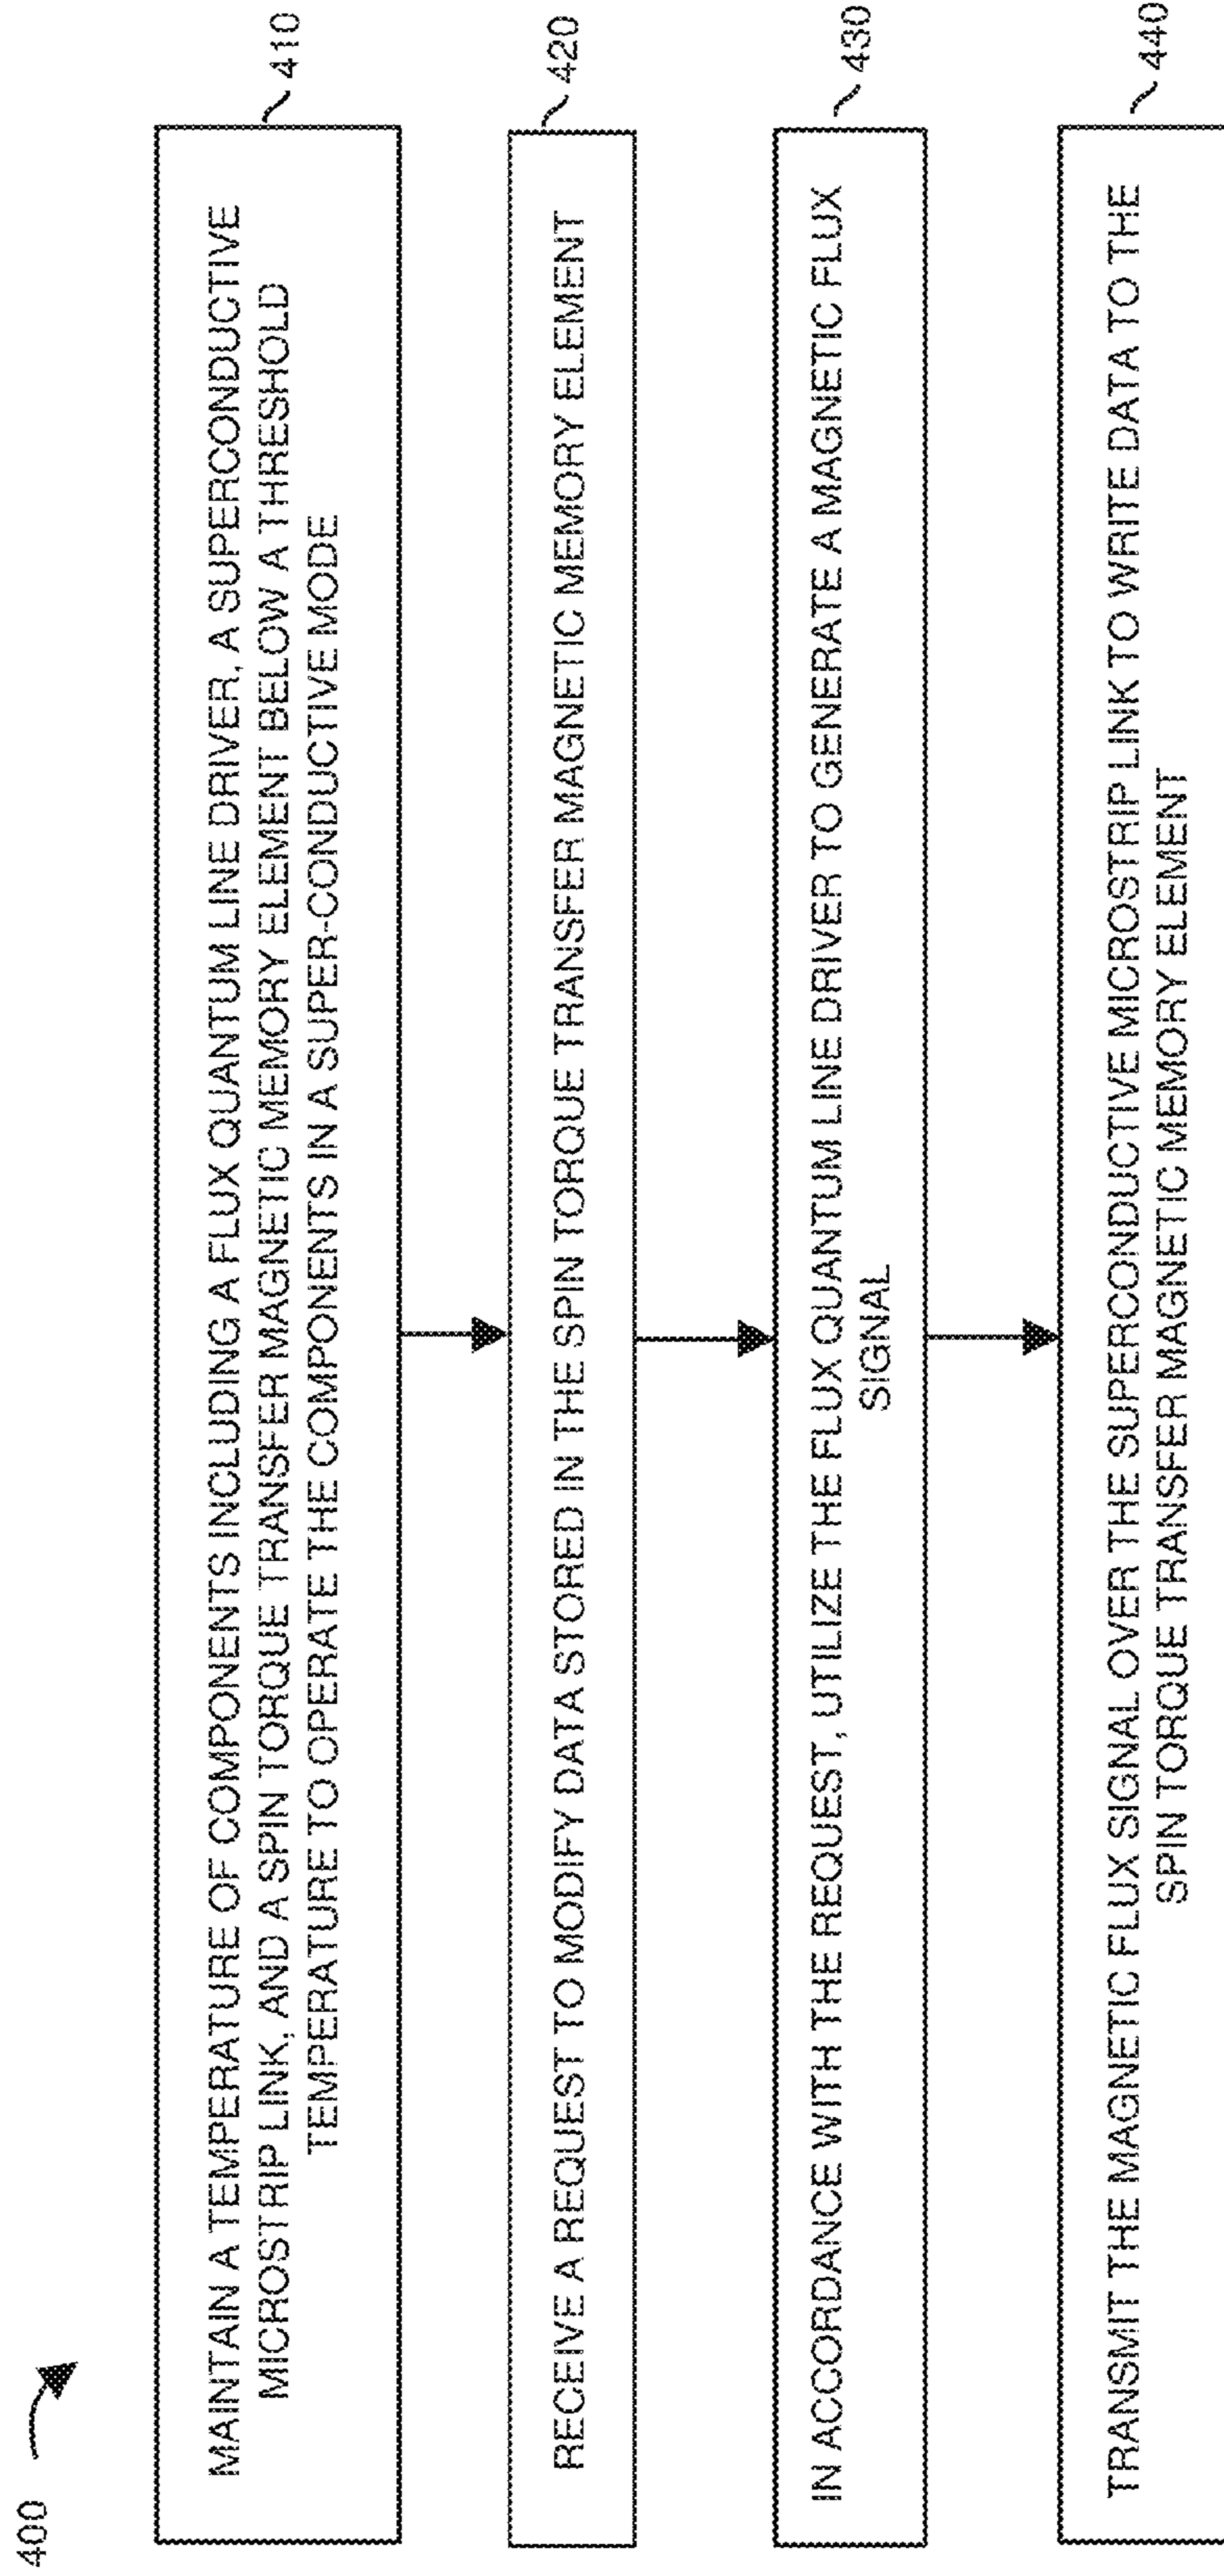 400
MAINTAIN A TEMPERATURE OF COMPONENTS INCLUDING A FLUX QUANTUM LINE DRIVER, A SUPERCONDUCTIVE
MICROSTRIP LINK, AND A SPIN TORQUE TRANSFER MAGNETIC MEMORY ELEMENT BELOW A THRESHOLD
TEMPERATURE TO OPERATE THE COMPONENTS IN A SUPER-CONDUCTIVE MODE
410
RECEIVE A REQUEST TO MODIFY DATA STORED IN THE SPIN TORQUE TRANSFER MAGNETIC MEMORY ELEMENT
420
IN ACCORDANCE WITH THE REQUEST, UTILIZE THE FLUX QUANTUM LINE DRIVER TO GENERATE A MAGNETIC FLUX
SIGNAL
430
TRANSMIT THE MAGNETIC FLUX SIGNAL OVER THE SUPERCONDUCTIVE MICROSTRIP LINK TO WRITE DATA TO THE
SPIN TORQUE TRANSFER MAGNETIC MEMORY ELEMENT
440